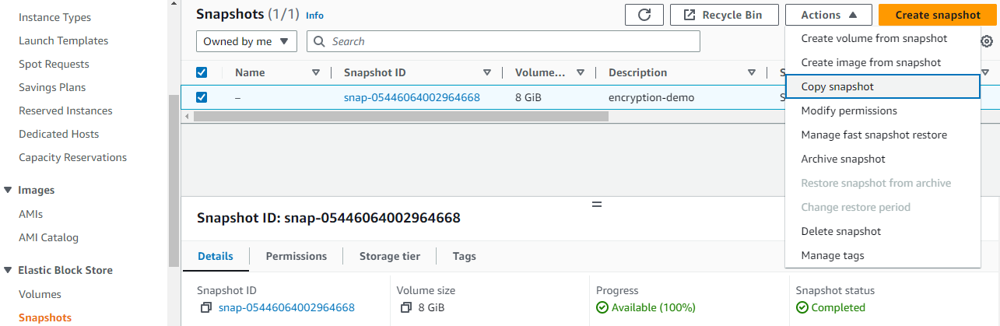 Instance Types
Launch Templates
Spot Requests
Savings Plans
Reserved Instances
Dedicated Hosts
Capacity Reservations
Images
AMIs
AMI Catalog
Elastic Block Store
Volumes
Snapshots
Snapshots (1/1) Info
Recycle Bin
Actions
Create snapshot
Owned by me
Search
Name
Snapshot ID
Volume...
Description
S
–
snap-05446064002964668
8 GiB
encryption-demo
S
Create volume from snapshot
Create image from snapshot
Copy snapshot
Modify permissions
Manage fast snapshot restore
Archive snapshot
Restore snapshot from archive
Change restore period
Delete snapshot
Manage tags
Snapshot ID: snap-05446064002964668
Details
Permissions
Storage tier
Tags
Snapshot ID
snap-05446064002964668
Volume size
8 GiB
Progress
Available (100%)
Snapshot status
Completed